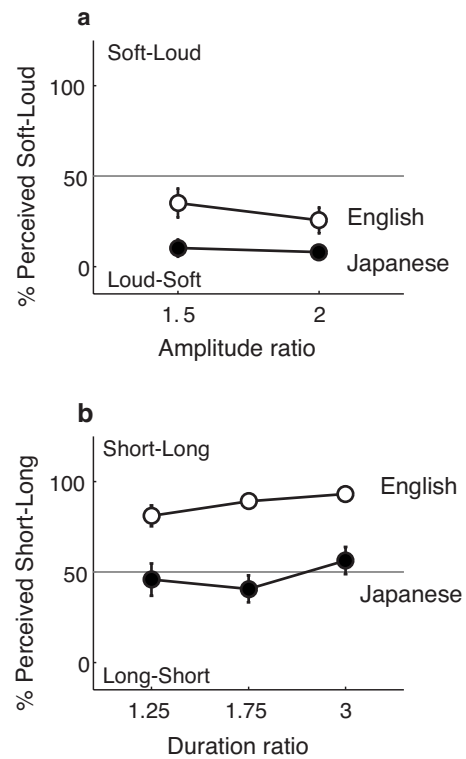 a
Soft-Loud
% Perceived Soft-Loud
100
50
0
English
Japanese
Loud-Soft
1.5
2
Amplitude ratio
b
Short-Long
% Perceived Short-Long
100
50
0
English
Japanese
Long-Short
1.25
1.75
3
Duration ratio